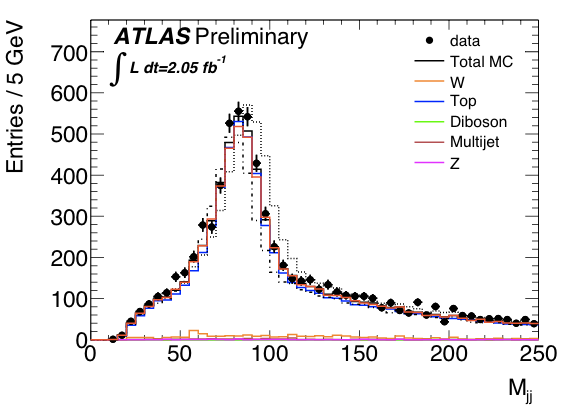 ATLAS Preliminary
∫ L dt=2.05 fb⁻¹
data
Total MC
W
Top
Diboson
Multijet
Z
Entries / 5 GeV
700
600
500
400
300
200
100
0
0 50 100 150 200 250
M_jj